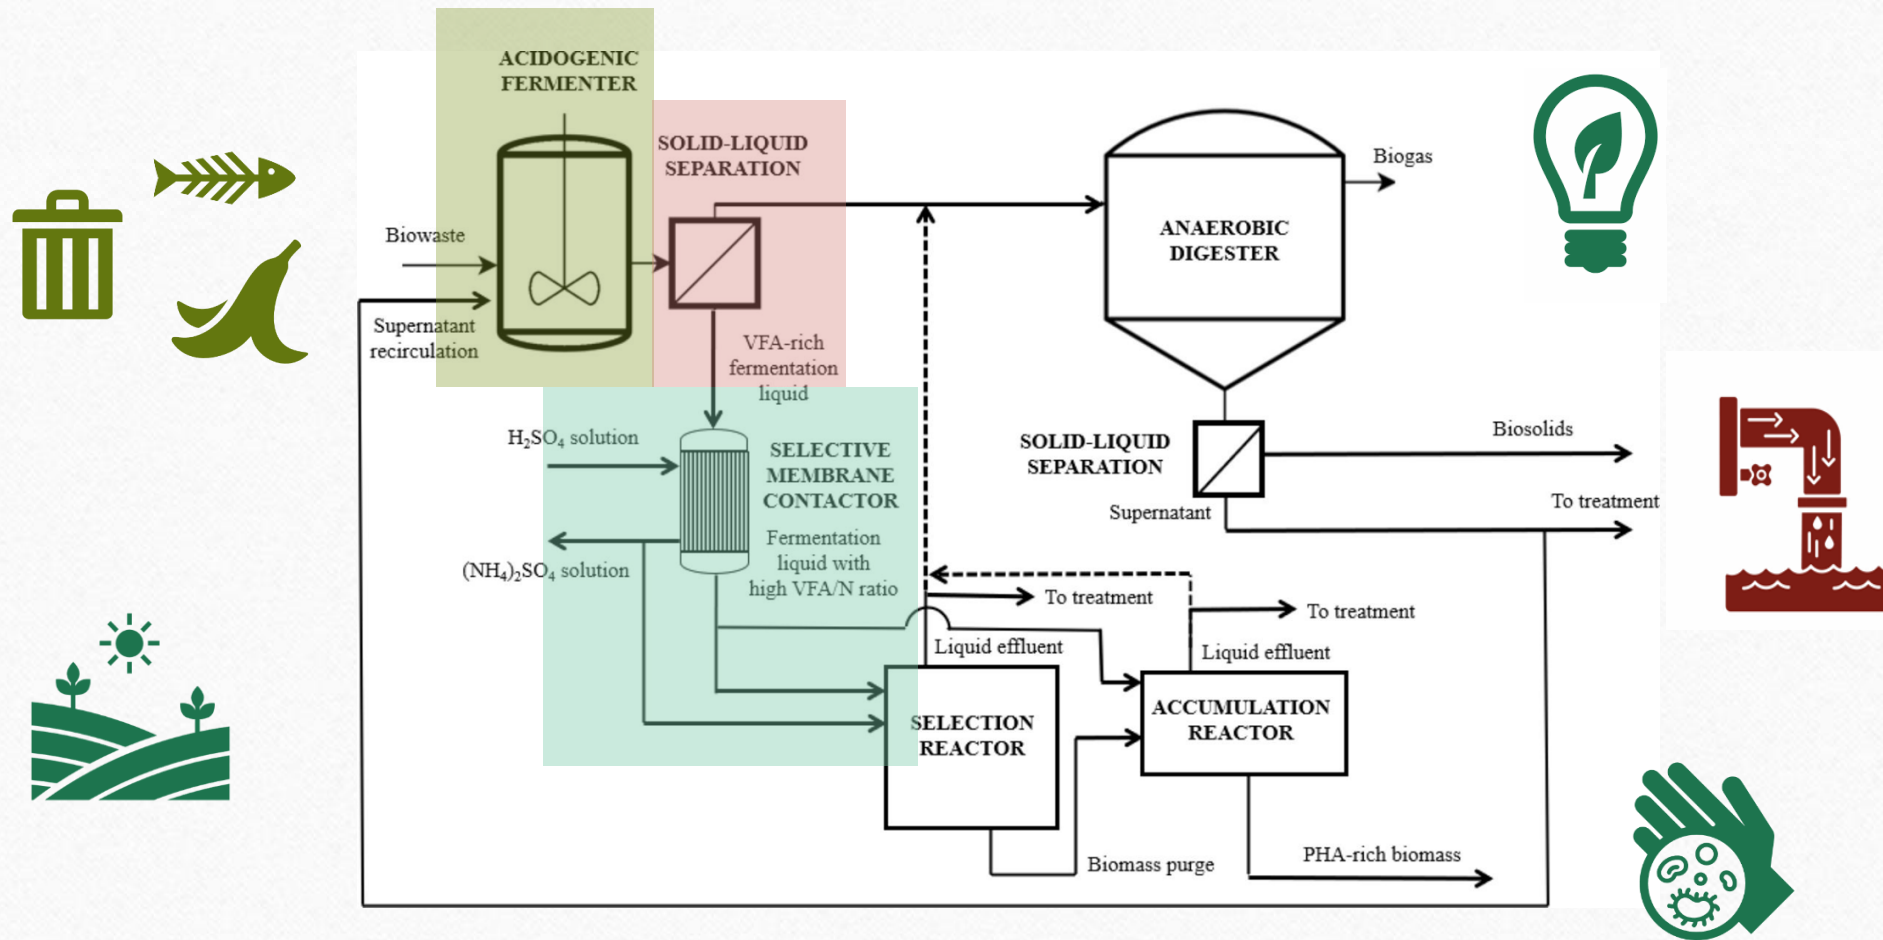 ACIDOGENIC
FERMENTER
SOLID-LIQUID
SEPARATION
Biowaste
Supernatant
recirculation
VFA-rich
fermentation
liquid
ANAEROBIC
DIGESTER
Biogas
H₂SO₄ solution
SELECTIVE
MEMBRANE
CONTACTOR
(NH₄)₂SO₄ solution
Fermentation
liquid with
high VFA/N ratio
SOLID-LIQUID
SEPARATION
Biosolids
Supernatant
To treatment
To treatment
To treatment
Liquid effluent
Liquid effluent
SELECTION
REACTOR
ACCUMULATION
REACTOR
Biomass purge
PHA-rich biomass